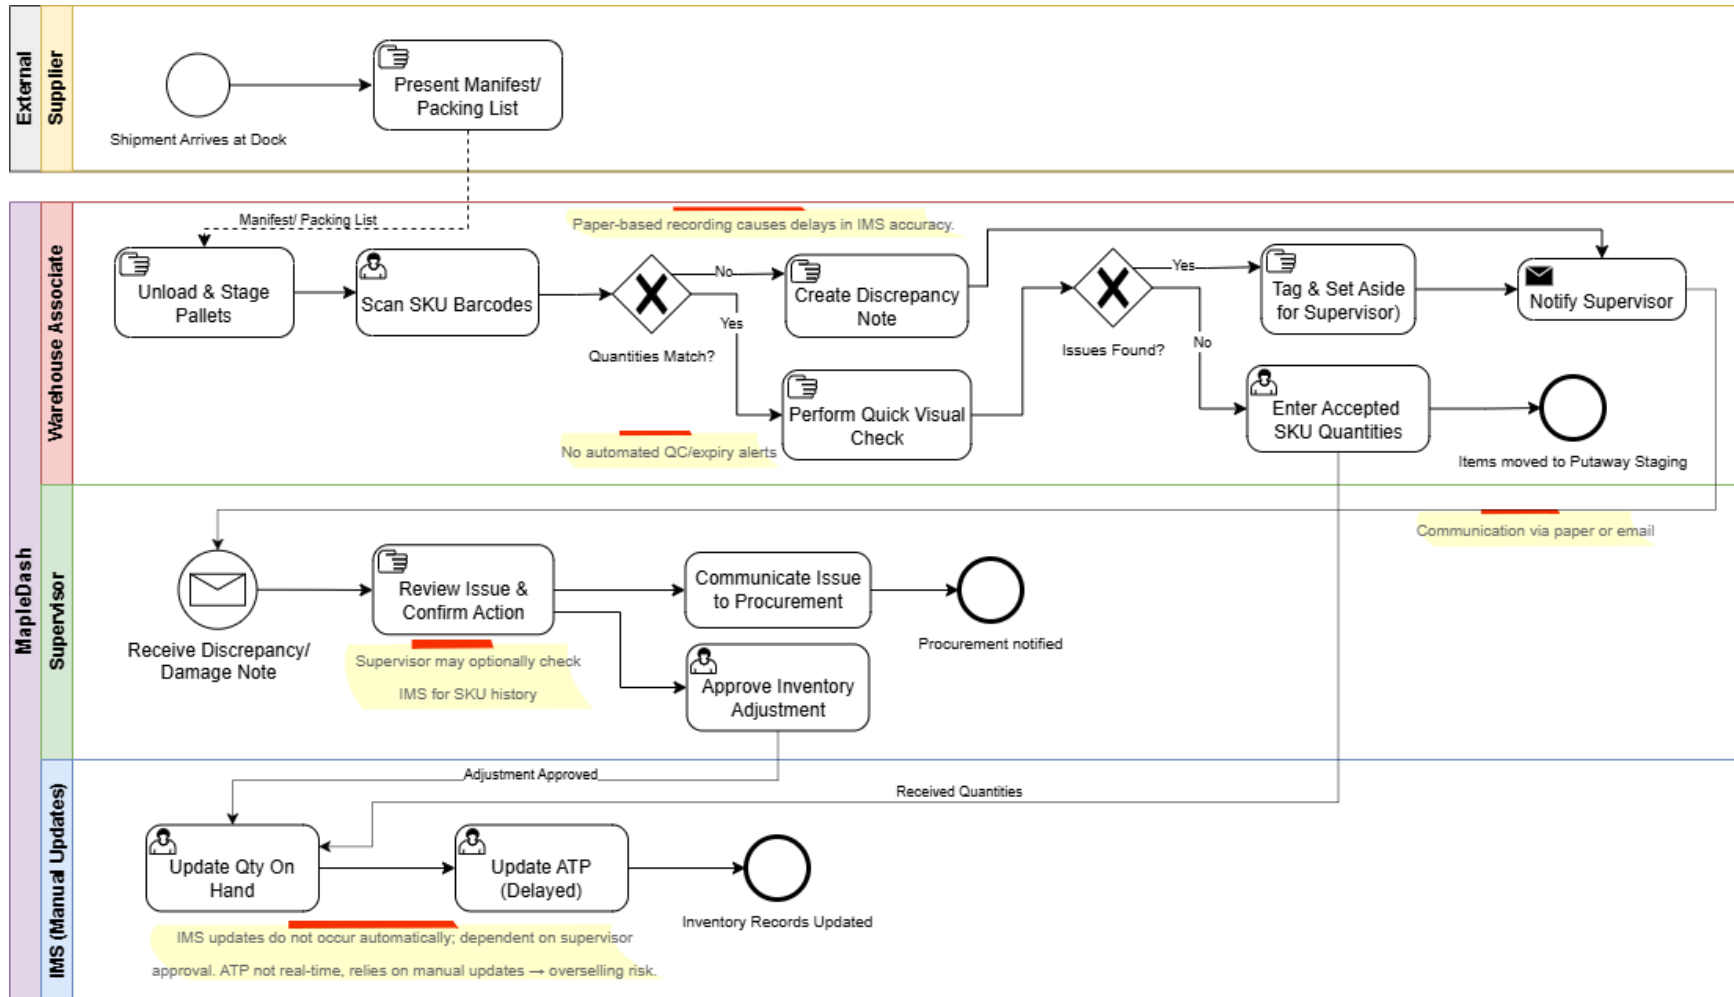 External
Supplier
Shipment Arrives at Dock
Present Manifest/
Packing List
MapleDash
Warehouse Associate
Manifest/ Packing List
Unload & Stage
Pallets
Scan SKU Barcodes
Quantities Match?
No
Yes
Paper-based recording causes delays in IMS accuracy.
Create Discrepancy
Note
No automated QC/expiry alerts
Perform Quick Visual
Check
Issues Found?
Yes
No
Tag & Set Aside
for Supervisor)
Notify Supervisor
Enter Accepted
SKU Quantities
Items moved to Putaway Staging
Communication via paper or email
Supervisor
Receive Discrepancy/
Damage Note
Review Issue &
Confirm Action
Supervisor may optionally check
IMS for SKU history
Communicate Issue
to Procurement
Procurement notified
Approve Inventory
Adjustment
IMS (Manual Updates)
Adjustment Approved
Received Quantities
Update Qty On
Hand
Update ATP
(Delayed)
Inventory Records Updated
IMS updates do not occur automatically; dependent on supervisor
approval. ATP not real-time, relies on manual updates → overselling risk.